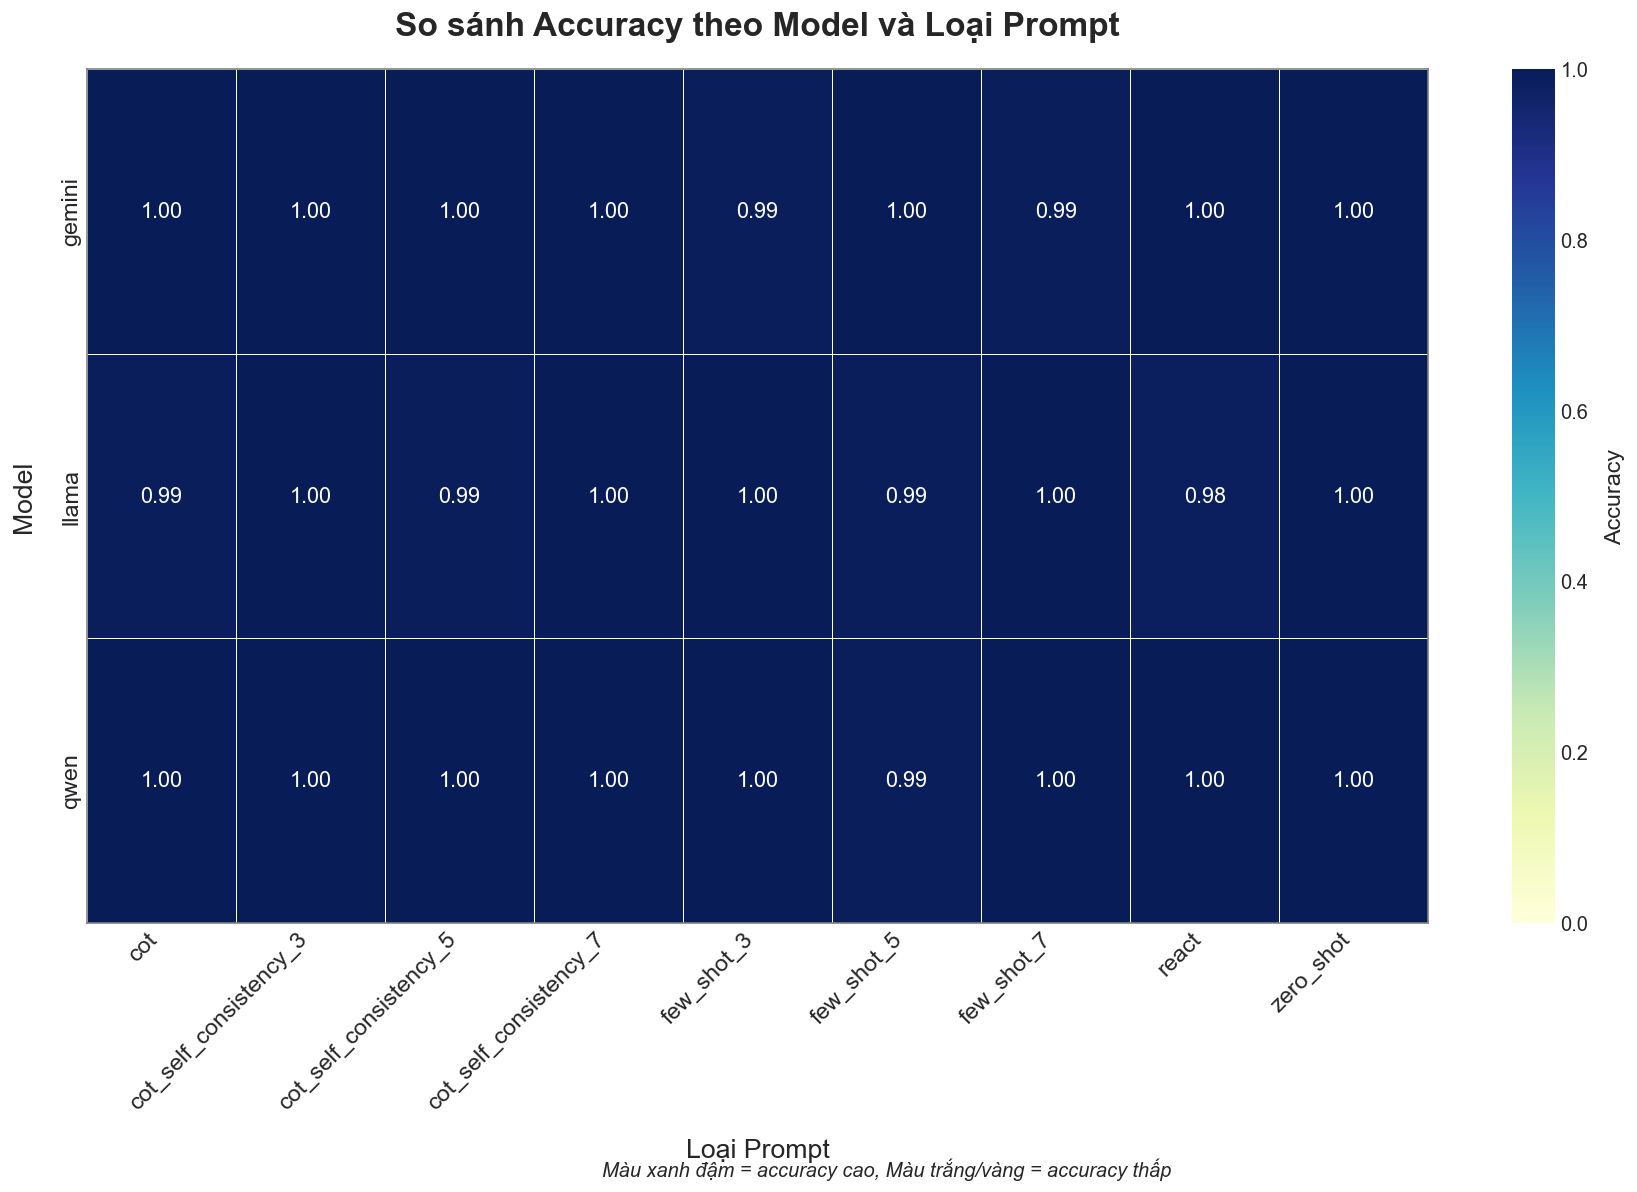 So sánh Accuracy theo Model và Loại Prompt
1.0
gemini
1.00 1.00 1.00 1.00 0.99 1.00 0.99 1.00 1.00
0.8
0.6
Model
llama
0.99 1.00 0.99 1.00 1.00 0.99 1.00 0.98 1.00
Accuracy
0.4
0.2
qwen
1.00 1.00 1.00 1.00 1.00 0.99 1.00 1.00 1.00
0.0
cot
cot_self_consistency_3
cot_self_consistency_5
cot_self_consistency_7
few_shot_3
few_shot_5
few_shot_7
react
zero_shot
Loại Prompt
Màu xanh đậm = accuracy cao, Màu trắng/vàng = accuracy thấp